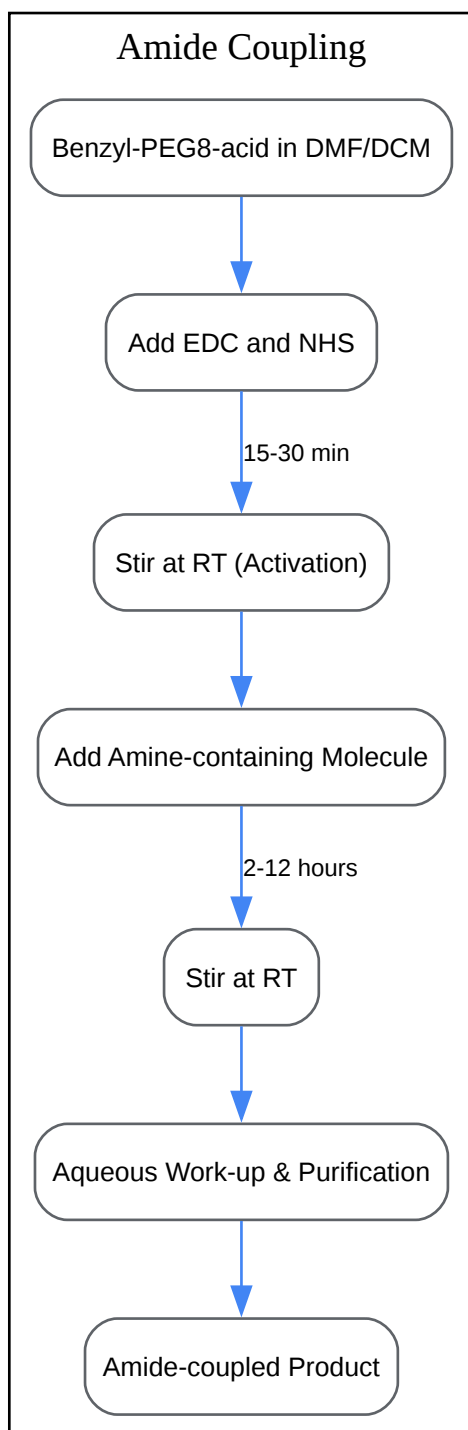 Amide Coupling
Benzyl-PEG8-acid in DMF/DCM
Add EDC and NHS
15-30 min
Stir at RT (Activation)
Add Amine-containing Molecule
2-12 hours
Stir at RT
Aqueous Work-up & Purification
Amide-coupled Product